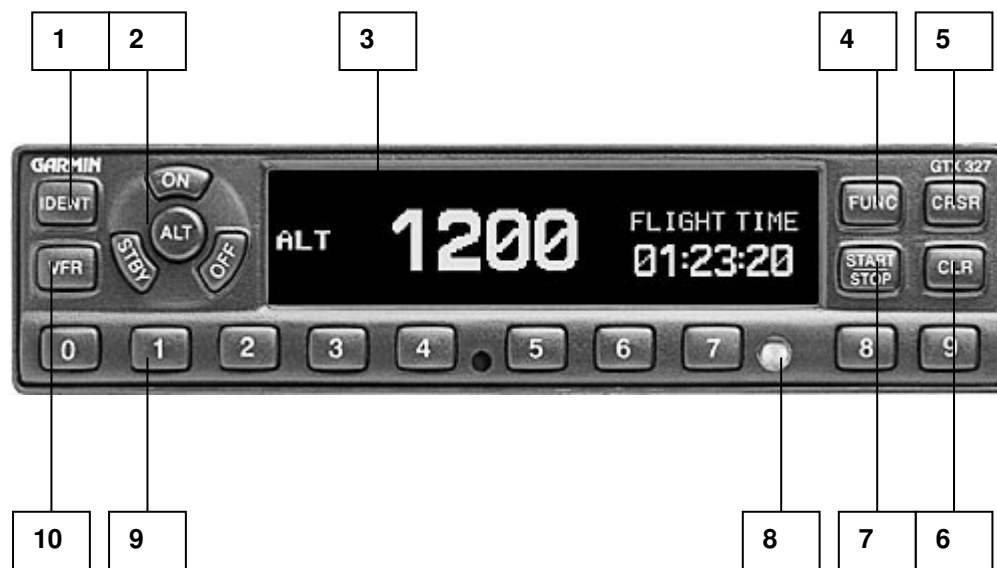 1 2 3 4 5
GARMIN GTX 327
IDENT ON FUNC CRSR
ALT ALT 1200 FLIGHT TIME
01:23:20
VFR STBY OFF START STOP CLR
0 1 2 3 4 5 6 7 8 9
10 9 8 7 6